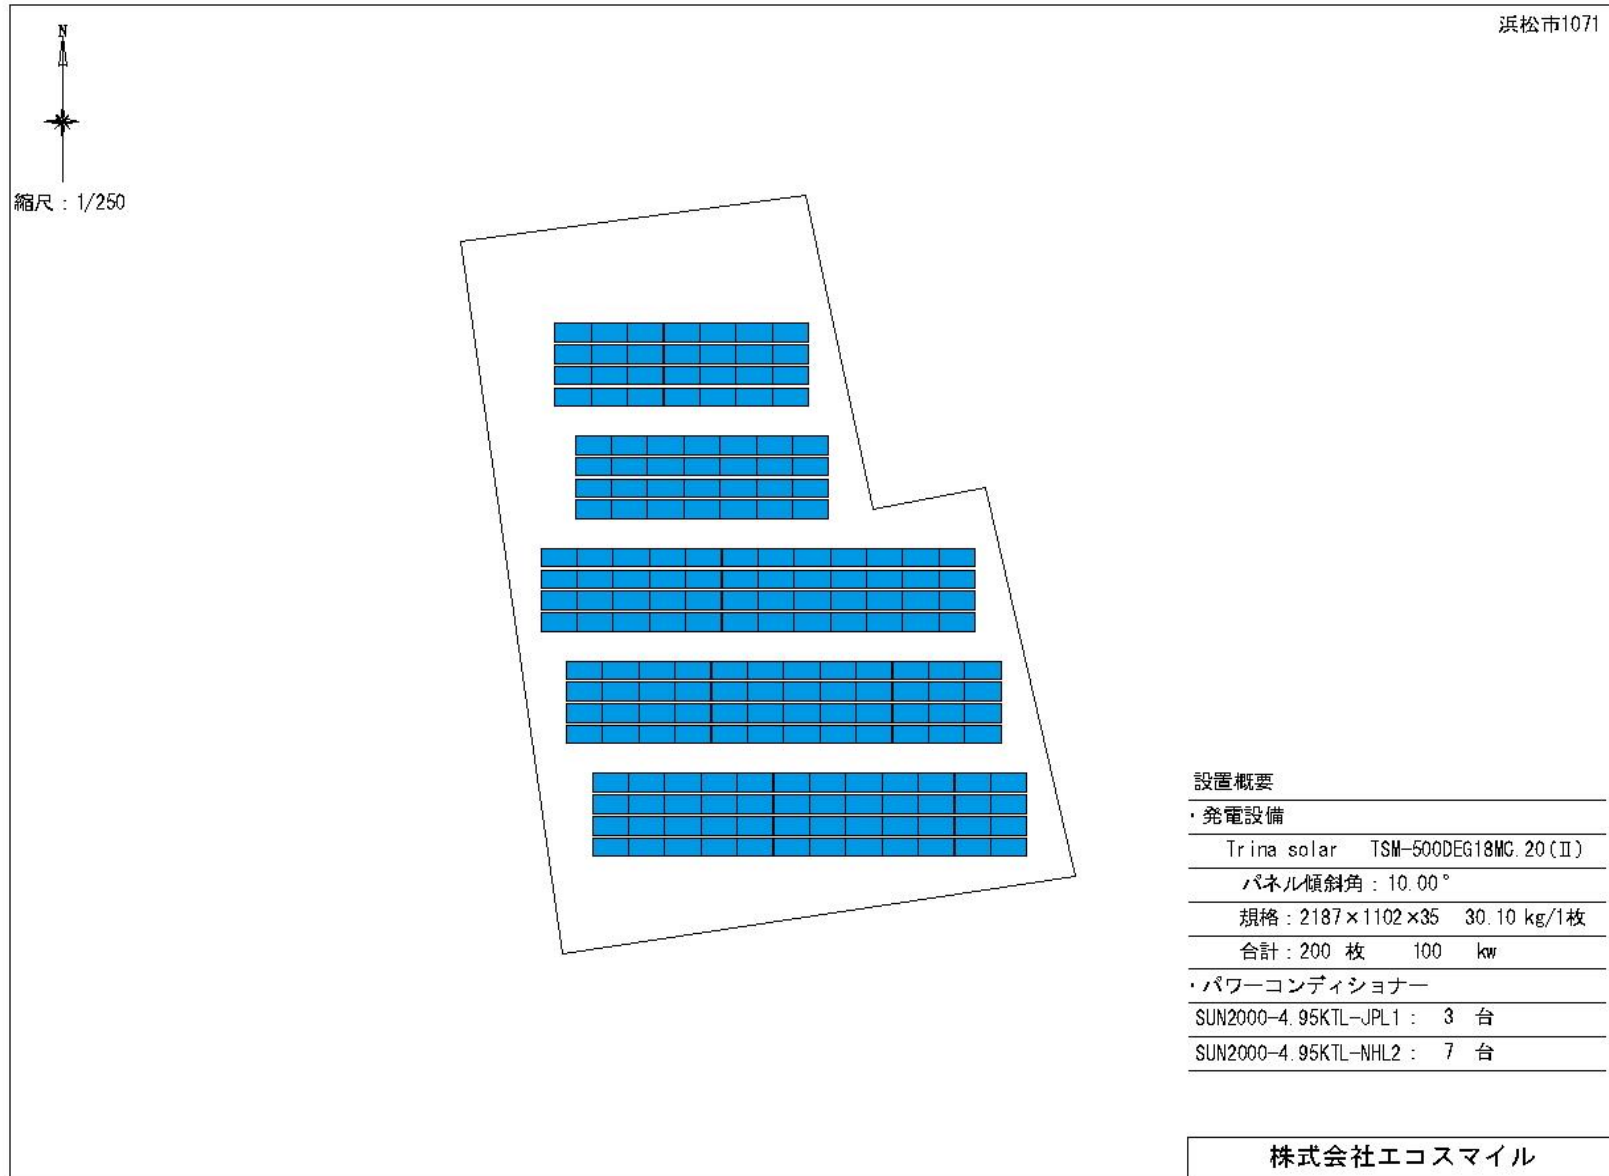 浜松市1071
N
縮尺：1/250
設置概要
・発電設備
Trina solar TSM-500DEG18MC.20(Ⅱ)
パネル傾斜角：10.00°
規格：2187×1102×35 30.10 kg/1枚
合計：200 枚 100 kw
・パワーコンディショナー
SUN2000-4.95KTL-JPL1： 3 台
SUN2000-4.95KTL-NHL2： 7 台
株式会社エコスマイル